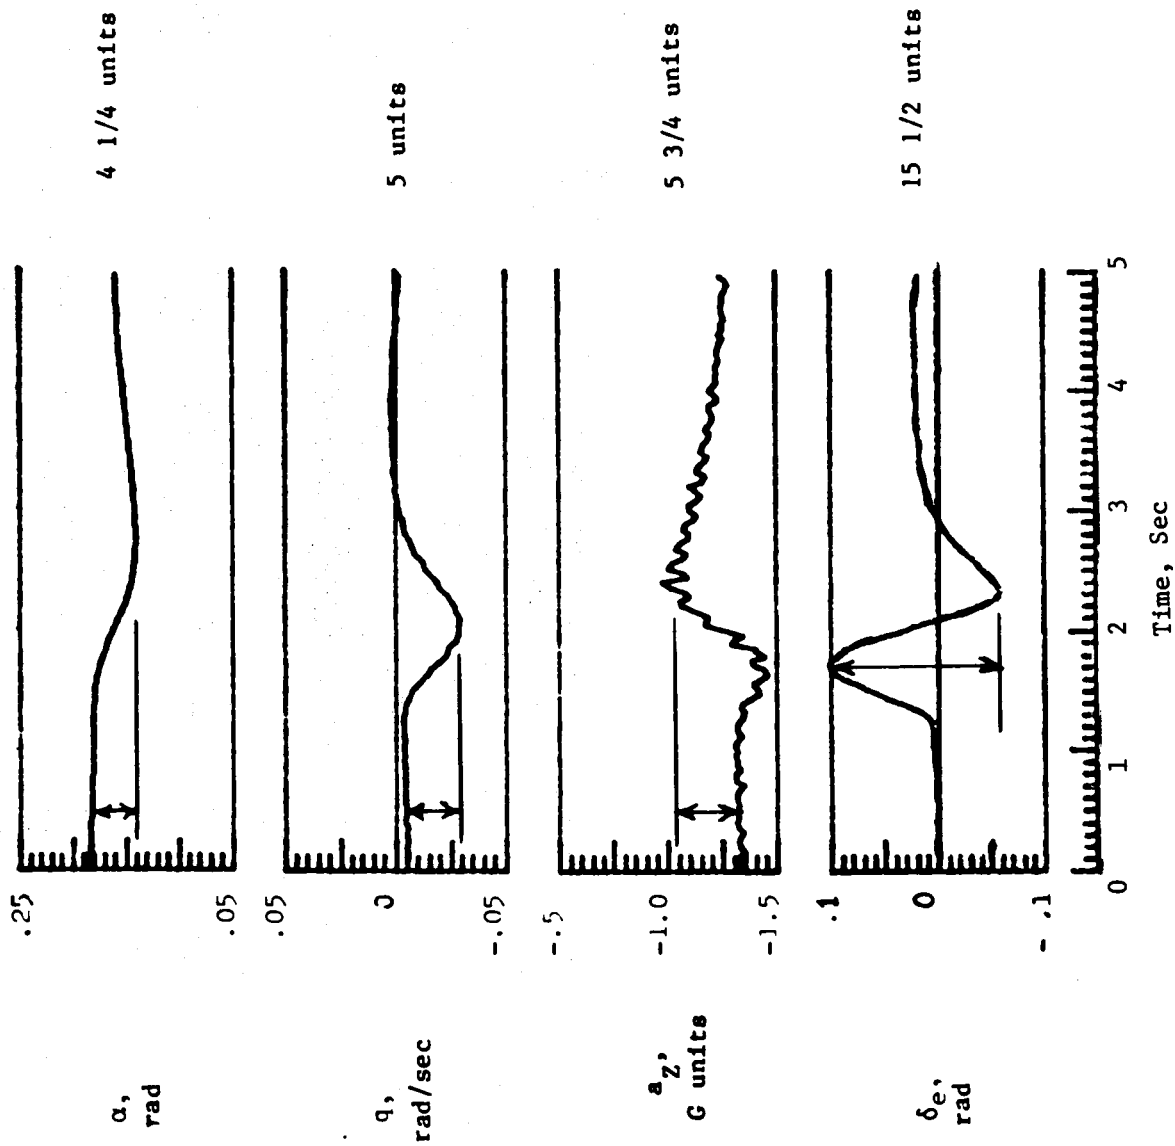 α,
rad
.25
.05
4 1/4 units
q,
rad/sec
.05
0
-.05
5 units
aZ,
G units
-.5
-1.0
-1.5
5 3/4 units
δe,
rad
.1
0
-.1
15 1/2 units
0 1 2 3 4 5
Time, Sec